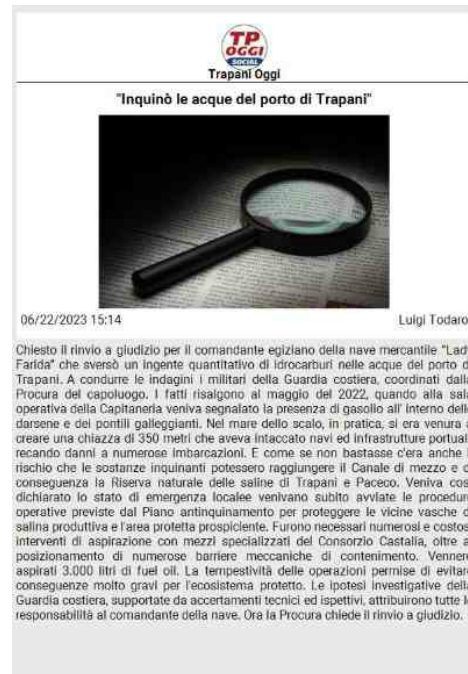 TP
OGGI
SOCIAL
Trapani Oggi
"Inquinò le acque del porto di Trapani"
06/22/2023 15:14
Luigi Todaro
Chiesto il rinvio a giudizio per il comandante egiziano della nave mercantile "Lady
Farida" che sversò un ingente quantitativo di idrocarburi nelle acque del porto d
Trapani. A condurre le indagini i militari della Guardia costiera, coordinati dalla
Procura del capoluogo. I fatti risalgono al maggio del 2022, quando alla sala
operativa della Capitaneria veniva segnalato la presenza di gasolio all' interno delle
darsene e dei pontili galleggianti. Nel mare dello scalo, in pratica, si era venura a
creare una chiazza di 350 metri che aveva intaccato navi ed infrastrutture portuali
recando danni a numerose imbarcazioni. E come se non bastasse c'era anche i
rischio che le sostanze inquinanti potessero raggiungere il Canale di mezzo e d
conseguenza la Riserva naturale delle saline di Trapani e Paceco. Veniva cos
dichiarato lo stato di emergenza localee venivano subito avviate le procedure
operative previste dal Piano antinquinamento per proteggere le vicine vasche d
salina produttiva e l'area protetta prospiciente. Furono necessari numerosi e costos
interventi di aspirazione con mezzi specializzati del Consorzio Castalia, oltre a
posizionamento di numerose barriere meccaniche di contenimento. Vennero
aspirati 3.000 litri di fuel oil. La tempestività delle operazioni permise di evitare
conseguenze molto gravi per l'ecosistema protetto. Le ipotesi investigative della
Guardia costiera, supportate da accertamenti tecnici ed ispettivi, attribuirono tutte le
responsabilità al comandante della nave. Ora la Procura chiede il rinvio a giudizio.